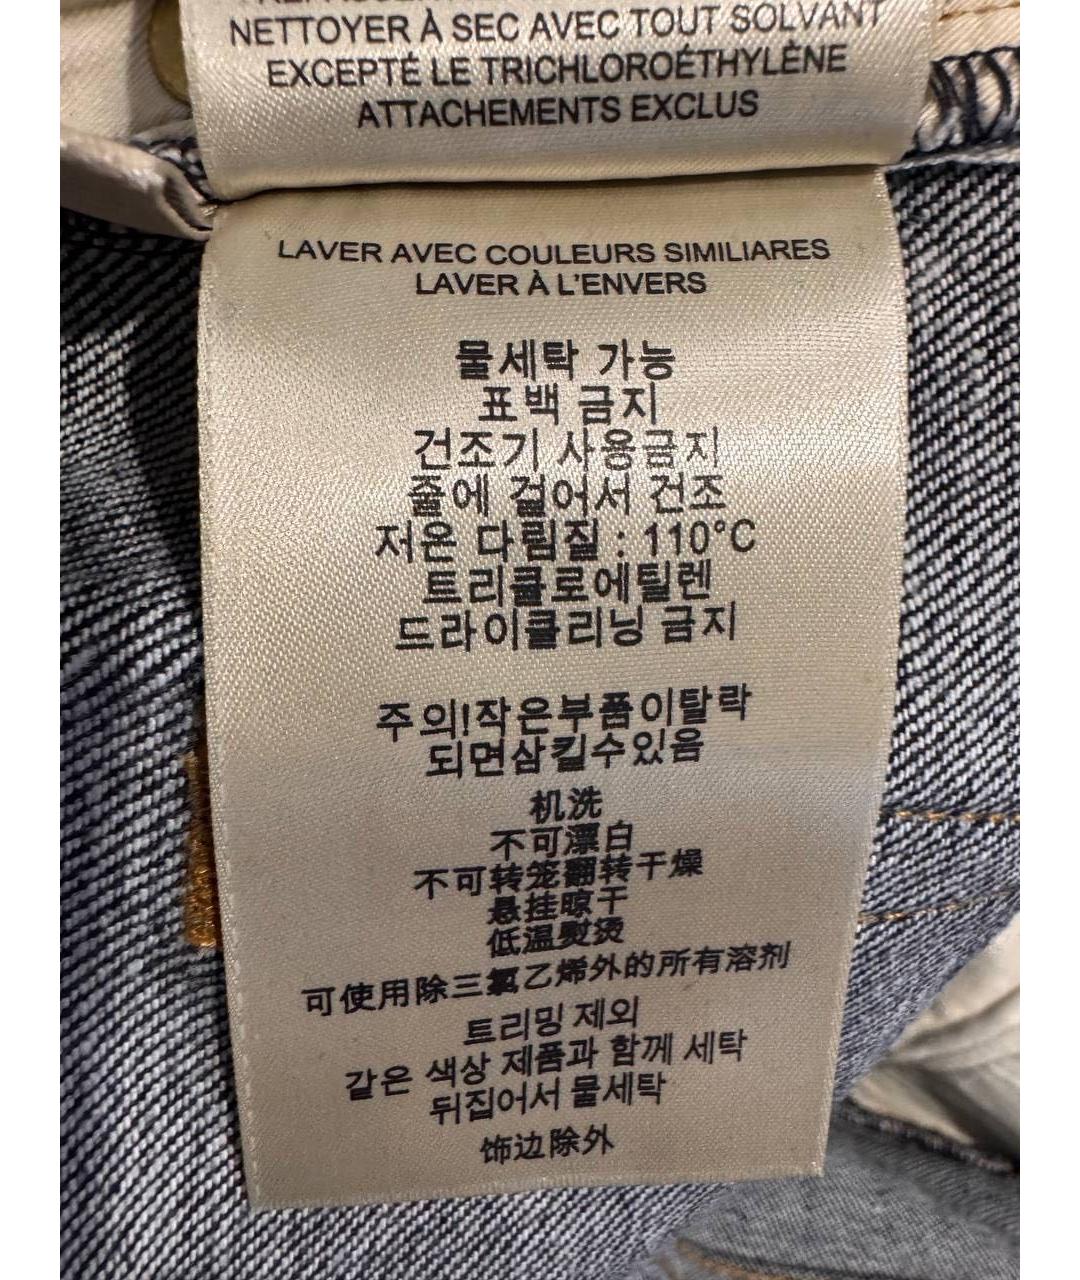 NETTOYER À SEC AVEC TOUT SOLVANT
EXCEPTÉ LE TRICHLOROÉTHYLÈNE
ATTACHEMENTS EXCLUS
LAVER AVEC COULEURS SIMILIARES
LAVER À L'ENVERS
물세탁 가능
표백 금지
건조기 사용금지
줄에 걸어서 건조
저온 다림질 : 110°C
트리클로에틸렌
드라이클리닝 금지
주의!작은부품이탈락
되면삼킬수있음
机洗
不可漂白
不可转笼翻转干燥
悬挂晾干
低温熨烫
可使用除三氯乙烯外的所有溶剂
트리밍 제외
같은 색상 제품과 함께 세탁
뒤집어서 물세탁
饰边除外